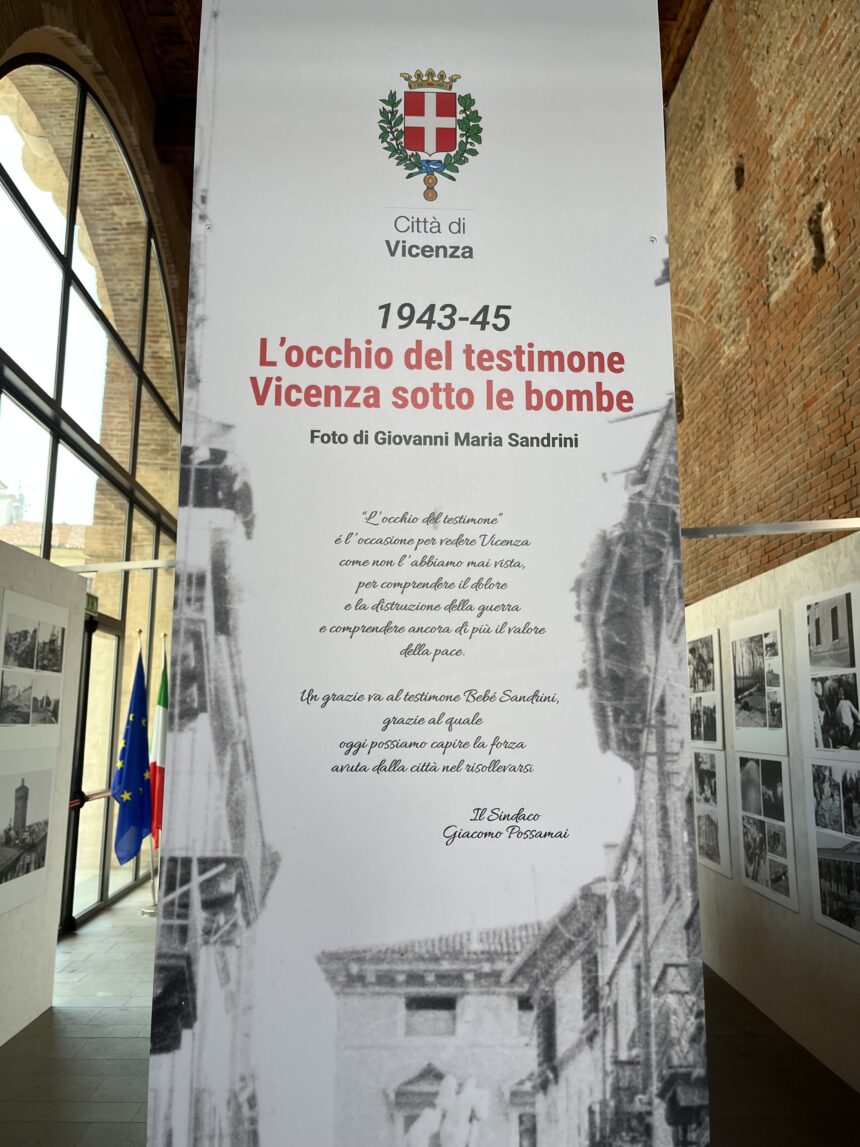 Città di
Vicenza
1943-45
L'occhio del testimone
Vicenza sotto le bombe
Foto di Giovanni Maria Sandrini
“L'occhio del testimone”
é l'occasione per vedere Vicenza
come non l'abbiamo mai vista,
per comprendere il dolore
e la distruzione della guerra
e comprendere ancora di più il valore
della pace.
Un grazie va al testimone Bebé Sandrini,
grazie al quale
oggi possiamo capire la forza
avuta dalla città nel risollevarsi
Il Sindaco
Giacomo Possamai